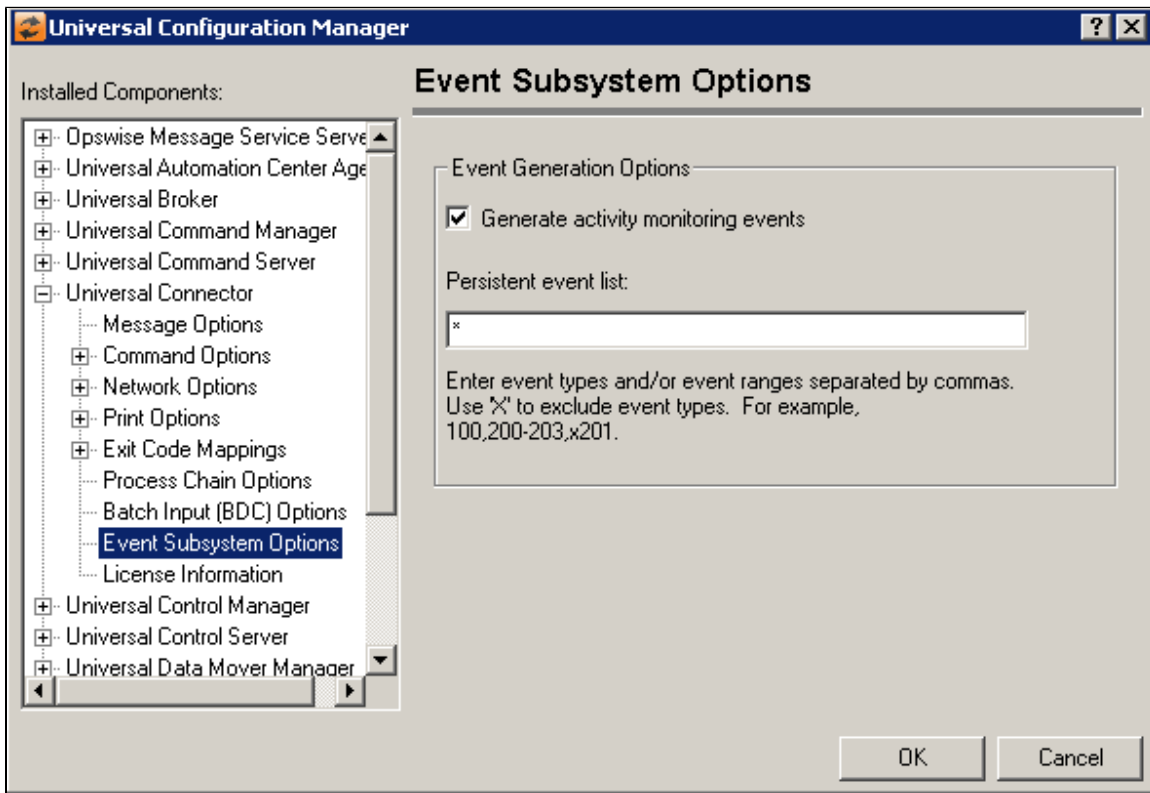 Universal Configuration Manager
Installed Components:
Opswise Message Service Serve
Universal Automation Center Age
Universal Broker
Universal Command Manager
Universal Command Server
Universal Connector
Message Options
Command Options
Network Options
Print Options
Exit Code Mappings
Process Chain Options
Batch Input (BDC) Options
Event Subsystem Options
License Information
Universal Control Manager
Universal Control Server
Universal Data Mover Manager
Event Subsystem Options
Event Generation Options
Generate activity monitoring events
Persistent event list:
*
Enter event types and/or event ranges separated by commas.
Use 'X' to exclude event types. For example,
100,200-203,x201.
OK
Cancel